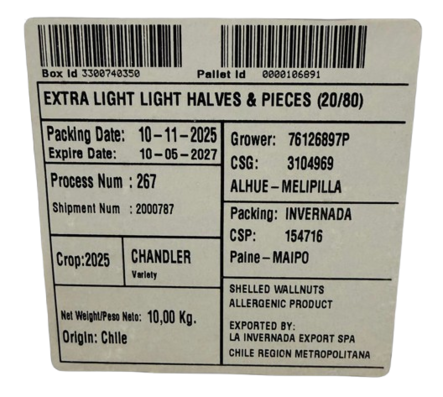 Box Id 3300740350 Pallet Id 0000106891
EXTRA LIGHT LIGHT HALVES & PIECES (20/80)
Packing Date: 10-11-2025
Expire Date: 10-05-2027
Process Num : 267
Shipment Num : 2000787
Crop:2025
CHANDLER
Variety
Net Weight/Peso Neto: 10,00 Kg.
Origin: Chile
Grower: 76126897P
CSG: 3104969
ALHUE-MELIPILLA
Packing: INVERNADA
CSP: 154716
Paine-MAIPO
SHELLED WALLNUTS
ALLERGENIC PRODUCT
EXPORTED BY:
LA INVERNADA EXPORT SPA
CHILE REGION METROPOLITANA